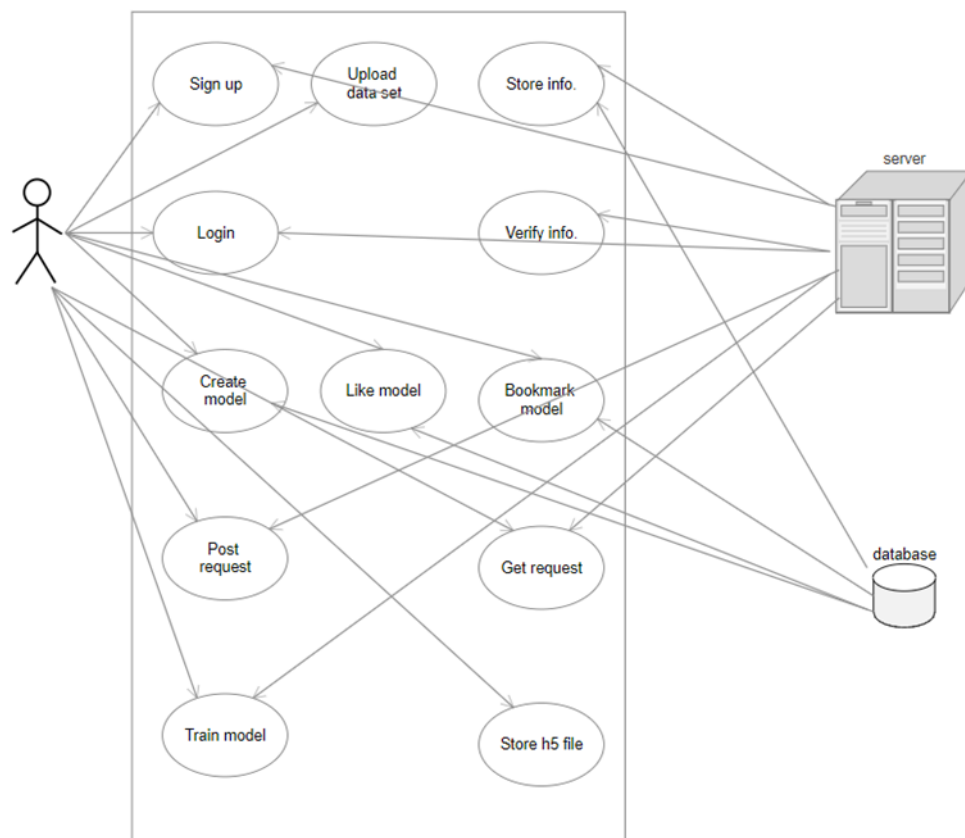 Sign up
Upload
data set
Store info.
server
Login
Verify info.
Create
model
Like model
Bookmark
model
Post
request
Get request
database
Train model
Store h5 file